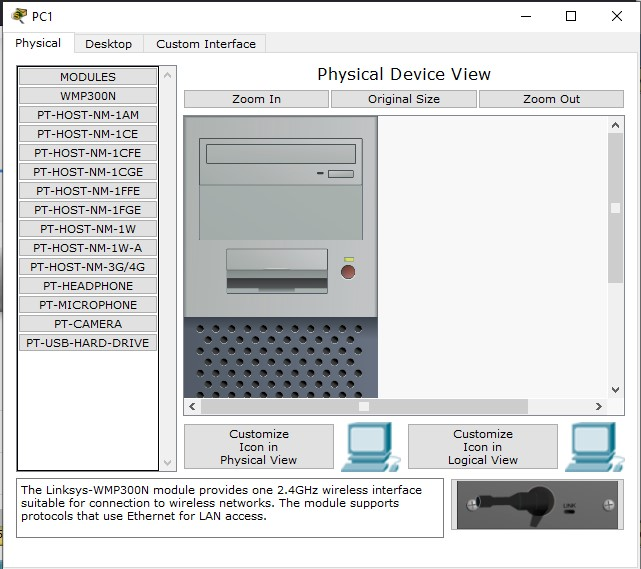 PC1
Physical
Desktop
Custom Interface
MODULES
WMP300N
PT-HOST-NM-1AM
PT-HOST-NM-1CE
PT-HOST-NM-1CFE
PT-HOST-NM-1CGE
PT-HOST-NM-1FFE
PT-HOST-NM-1FGE
PT-HOST-NM-1W
PT-HOST-NM-1W-A
PT-HOST-NM-3G/4G
PT-HEADPHONE
PT-MICROPHONE
PT-CAMERA
PT-USB-HARD-DRIVE
Physical Device View
Zoom In
Original Size
Zoom Out
Customize
Icon in
Physical View
Customize
Icon in
Logical View
The Linksys-WMP300N module provides one 2.4GHz wireless interface
suitable for connection to wireless networks. The module supports
protocols that use Ethernet for LAN access.
LINK